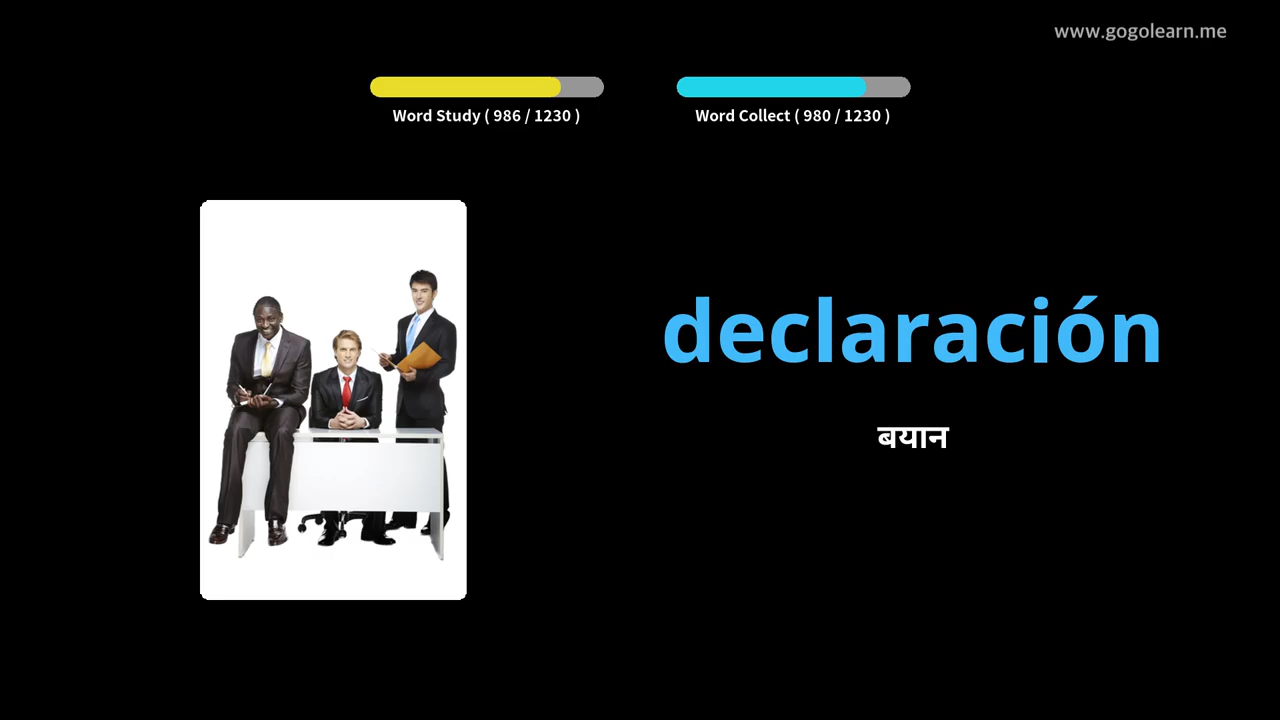 www.gogolearn.me
Word Study ( 986 / 1230 )
Word Collect ( 980 / 1230 )
declaración
बयान